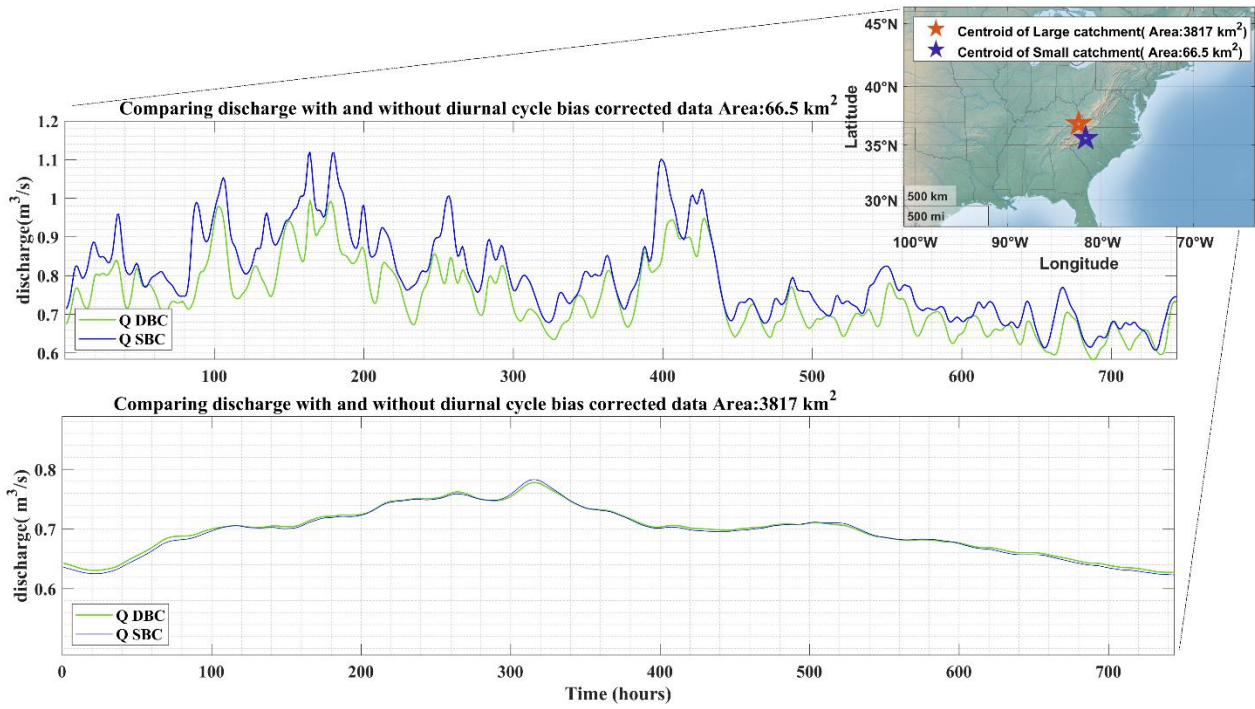 45°N
40°N
35°N
30°N
Latitude
Centroid of Large catchment( Area:3817 km²)
Centroid of Small catchment( Area:66.5 km²)
500 km
500 mi
100°W
90°W
80°W
70°W
60°W
Longitude
Comparing discharge with and without diurnal cycle bias corrected data Area:66.5 km²
1.2
1.1
1
0.9
0.8
0.7
0.6
discharge(m³/s)
Q DBC
Q SBC
100
200
300
400
500
600
700
Comparing discharge with and without diurnal cycle bias corrected data Area:3817 km²
0.8
0.7
0.6
discharge( m³/s)
Q DBC
Q SBC
0
100
200
300
400
500
600
700
Time (hours)